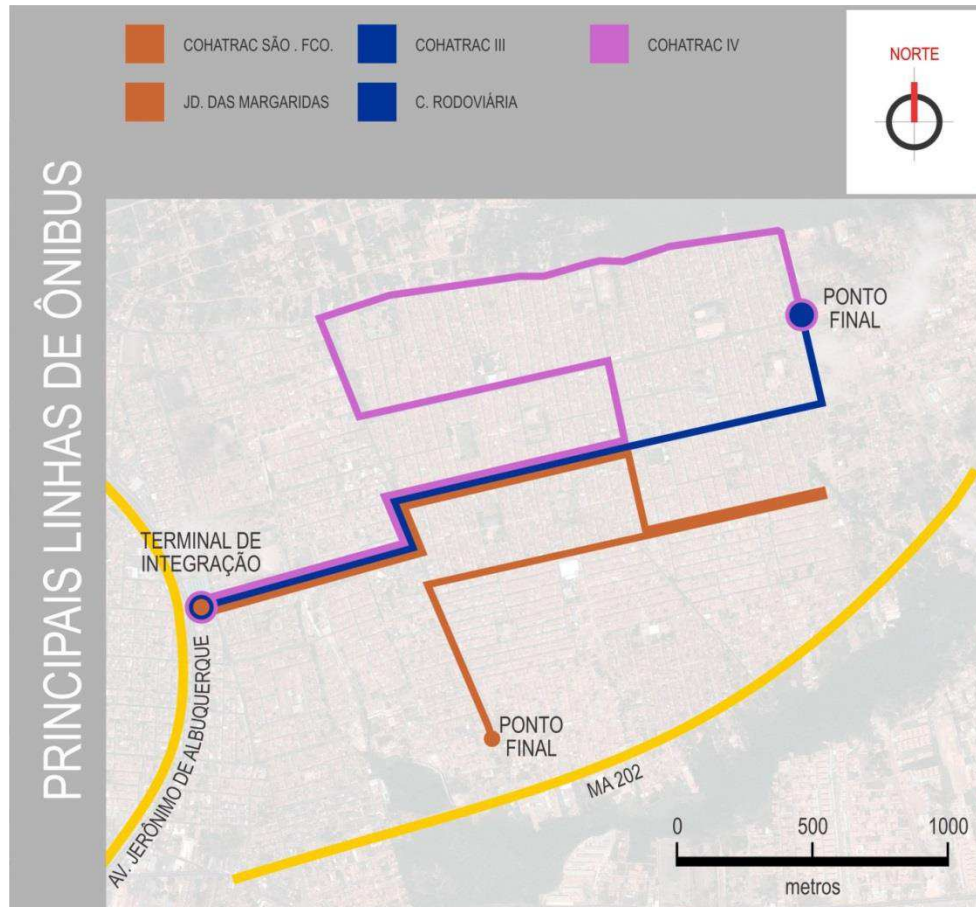 PRINCIPAIS LINHAS DE ÔNIBUS
COHATRAC SÃO . FCO.
COHATRAC III
COHATRAC IV
JD. DAS MARGARIDAS
C. RODOVIÁRIA
NORTE
PONTO
FINAL
TERMINAL DE
INTEGRAÇÃO
AV. JERÔNIMO DE ALBUQUERQUE
PONTO
FINAL
MA 202
0 500 1000
metros